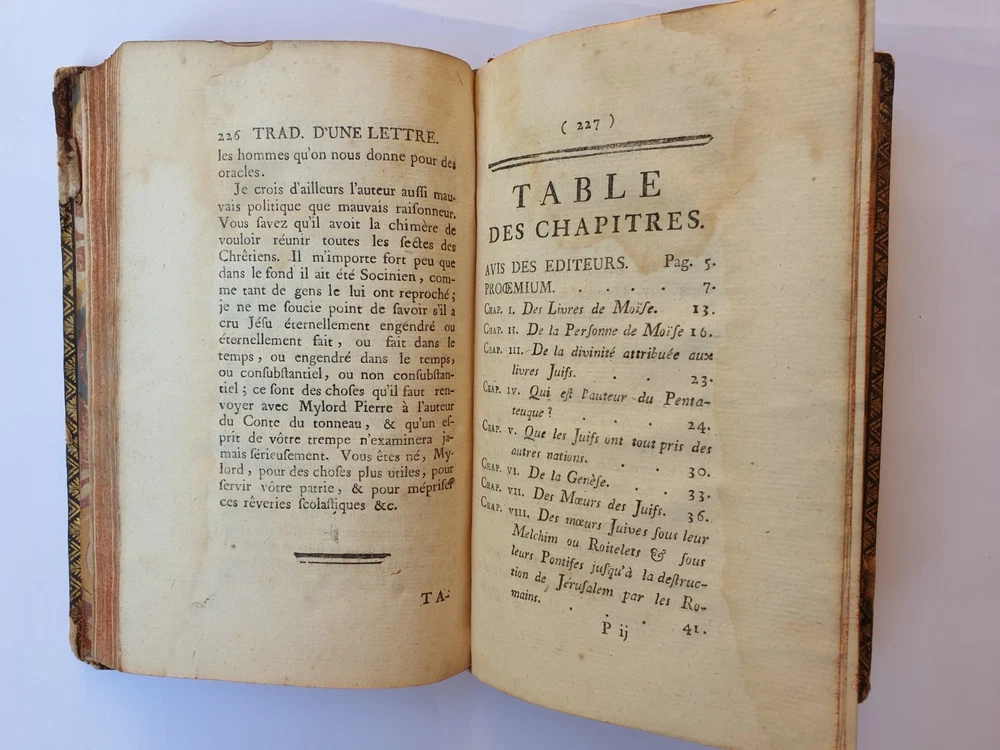 226 TRAD. D'UNE LETTRE.
les hommes qu'on nous donne pour des
oracles.
Je crois d'ailleurs l'auteur auſſi mau-
vais politique que mauvais raiſonneur.
Vous ſavez qu'il avoit la chimère de
vouloir réunir toutes les ſectes des
Chrêtiens. Il m'importe fort peu que
dans le fond il ait été Socinien, com-
me tant de gens le lui ont reproché;
je ne me ſoucie point de ſavoir s'il a
cru Jéſu éternellement engendré ou
éternellement fait, ou fait dans le
temps, ou engendré dans le temps,
ou conſubſtantiel, ou non conſubſtan-
tiel; ce ſont des choſes qu'il faut ren-
voyer avec Mylord Pierre à l'auteur
du Conte du tonneau, & qu'un eſ-
prit de vôtre trempe n'examinera ja-
mais ſérieuſement. Vous êtes né, My-
lord, pour des choſes plus utiles, pour
ſervir vôtre patrie, & pour mépriſer
ces rêveries ſcolaſtiques &c.
TA-
( 227 )
TABLE
DES CHAPITRES.
AVIS DES EDITEURS. Pag. 5.
PROŒMIUM. . . . . 7.
CHAP. I. Des Livres de Moïſe. 13.
CHAP. II. De la Perſonne de Moïſe 16.
CHAP. III. De la divinité attribuée aux
livres Juifs. . . 23.
CHAP. IV. Qui eſt l'auteur du Penta-
teuque? . . . 24.
CHAP. V. Que les Juifs ont tout pris des
autres nations. . . 30.
CHAP. VI. De la Genèſe. . . 33.
CHAP. VII. Des Mœurs des Juifs. 36.
CHAP. VIII. Des mœurs Juives ſous leur
Melchim ou Roitelets & ſous
leurs Pontifes juſqu'à la deſtruc-
tion de Jéruſalem par les Ro-
mains. . . . 41.
P ij